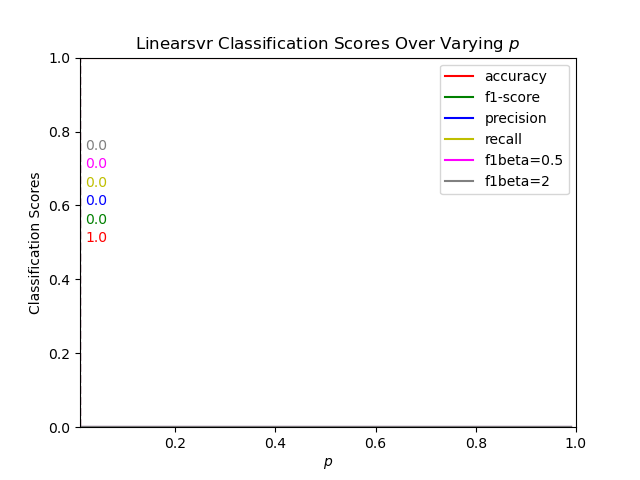 Linearsvr Classification Scores Over Varying p
1.0
0.8
0.6
0.4
0.2
0.0
Classification Scores
0.0
0.0
0.0
0.0
0.0
1.0
accuracy
f1-score
precision
recall
f1beta=0.5
f1beta=2
0.2
0.4
0.6
0.8
1.0
p